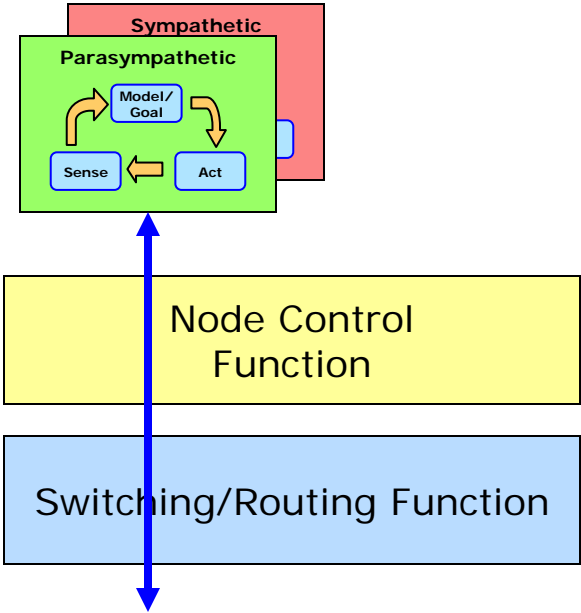 Sympathetic
Parasympathetic
Model/
Goal
Sense
Act
Node Control
Function
Switching/Routing Function